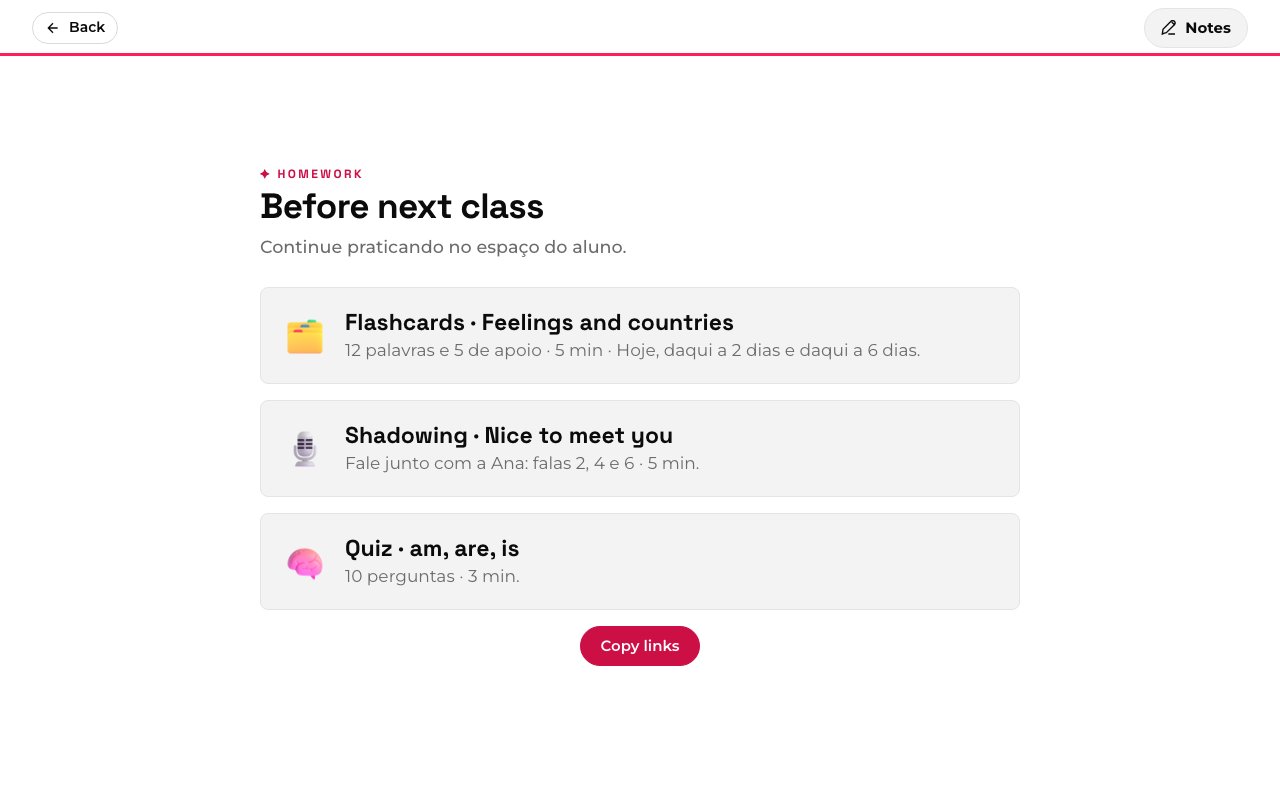 Back
Notes
HOMEWORK
Before next class
Continue praticando no espaço do aluno.
Flashcards · Feelings and countries
12 palavras e 5 de apoio · 5 min · Hoje, daqui a 2 dias e daqui a 6 dias.
Shadowing · Nice to meet you
Fale junto com a Ana: falas 2, 4 e 6 · 5 min.
Quiz · am, are, is
10 perguntas · 3 min.
Copy links